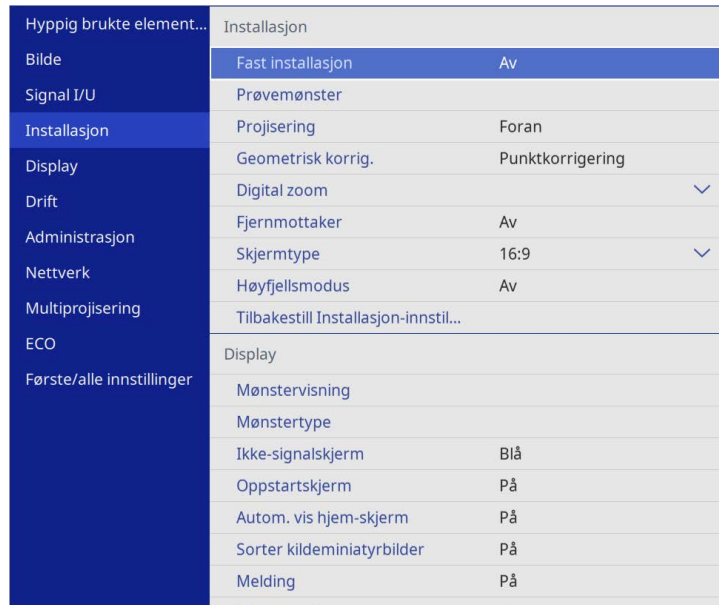 Hyppig brukte element...
Bilde
Signal I/U
Installasjon
Display
Drift
Administrasjon
Nettverk
Multiprojisering
ECO
Første/alle innstillinger
Installasjon
Fast installasjon Av
Prøvemønster
Projisering Foran
Geometrisk korrig. Punktkorrigering
Digital zoom
Fjernmottaker Av
Skjermtype 16:9
Høyfjellsmodus Av
Tilbakestill Installasjon-innstil...
Display
Mønstervisning
Mønstertype
Ikke-signalskjerm Blå
Oppstartskjerm På
Autom. vis hjem-skjerm På
Sorter kildeminiatyrbilder På
Melding På